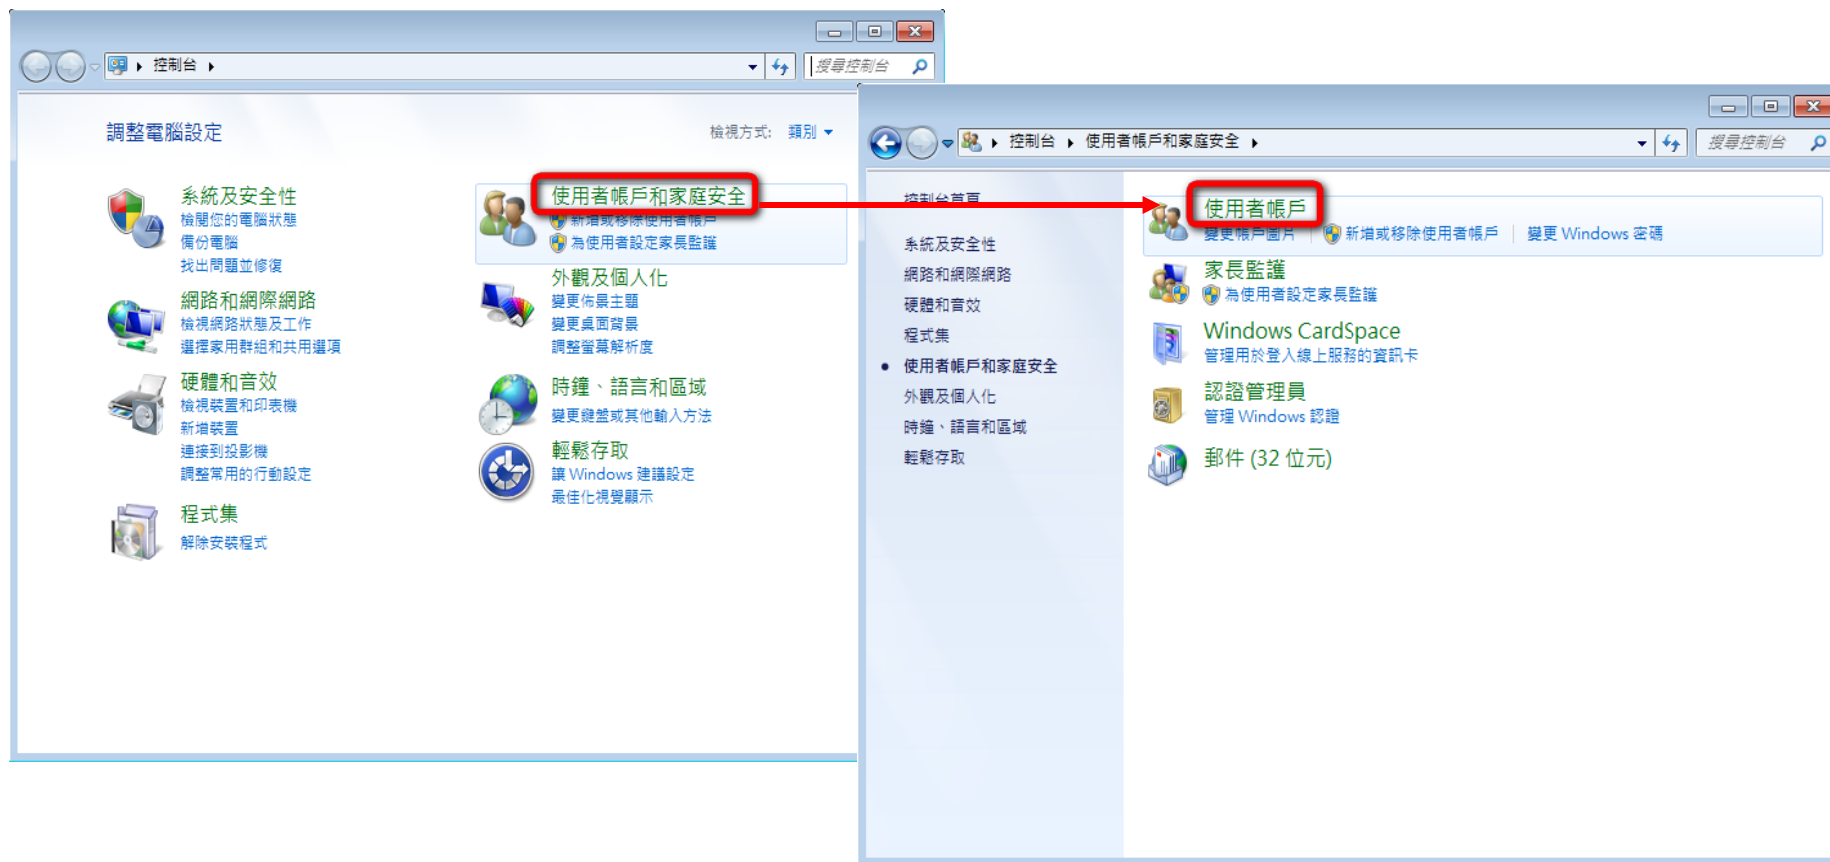 控制台
搜尋控制台
調整電腦設定
檢視方式: 類別
系統及安全性
檢閱您的電腦狀態
備份電腦
找出問題並修復
網路和網際網路
檢視網路狀態及工作
選擇家用群組和共用選項
硬體和音效
檢視裝置和印表機
新增裝置
連接到投影機
調整常用的行動設定
程式集
解除安裝程式
使用者帳戶和家庭安全
新增或移除使用者帳戶
為使用者設定家長監護
外觀及個人化
變更佈景主題
變更桌面背景
調整螢幕解析度
時鐘、語言和區域
變更鍵盤或其他輸入方法
輕鬆存取
讓 Windows 建議設定
最佳化視覺顯示
控制台 使用者帳戶和家庭安全
搜尋控制台
控制台首頁
系統及安全性
網路和網際網路
硬體和音效
程式集
使用者帳戶和家庭安全
外觀及個人化
時鐘、語言和區域
輕鬆存取
使用者帳戶
變更帳戶圖片 新增或移除使用者帳戶 變更 Windows 密碼
家長監護
為使用者設定家長監護
Windows CardSpace
管理用於登入線上服務的資訊卡
認證管理員
管理 Windows 認證
郵件 (32 位元)